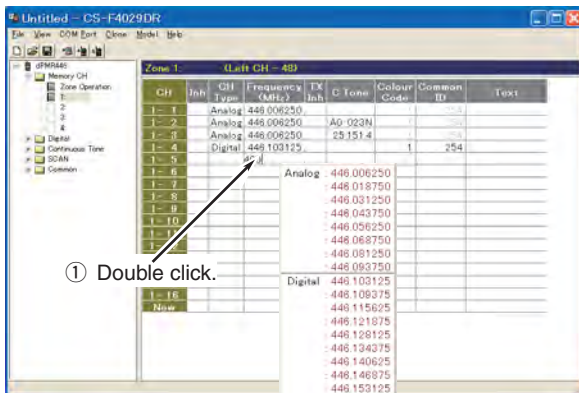 Untitled - CS-F4029DR
File View COM Port Clone Model Help
dPMR446
Memory CH
Zone Operation
1
2
3
4
Digital
Continuous Tone
SCAN
Common
Zone 1: (Left CH - 48)
CH Inh CH Type Frequency (MHz) TX Inh C.Tone Colour Code Common ID Text
1- 1 Analog 446.006250
1- 2 Analog 446.006250 A0 023N
1- 3 Analog 446.006250 25 151.4
1- 4 Digital 446.103125 1 254
1- 5
1- 6
1- 7
1- 8
1- 9
1- 10
1- 16
New
Analog : 446.006250
: 446.018750
: 446.031250
: 446.043750
: 446.056250
: 446.068750
: 446.081250
: 446.093750
Digital : 446.103125
: 446.109375
: 446.115625
: 446.121875
: 446.128125
: 446.134375
: 446.140625
: 446.146875
: 446.153125
① Double click.